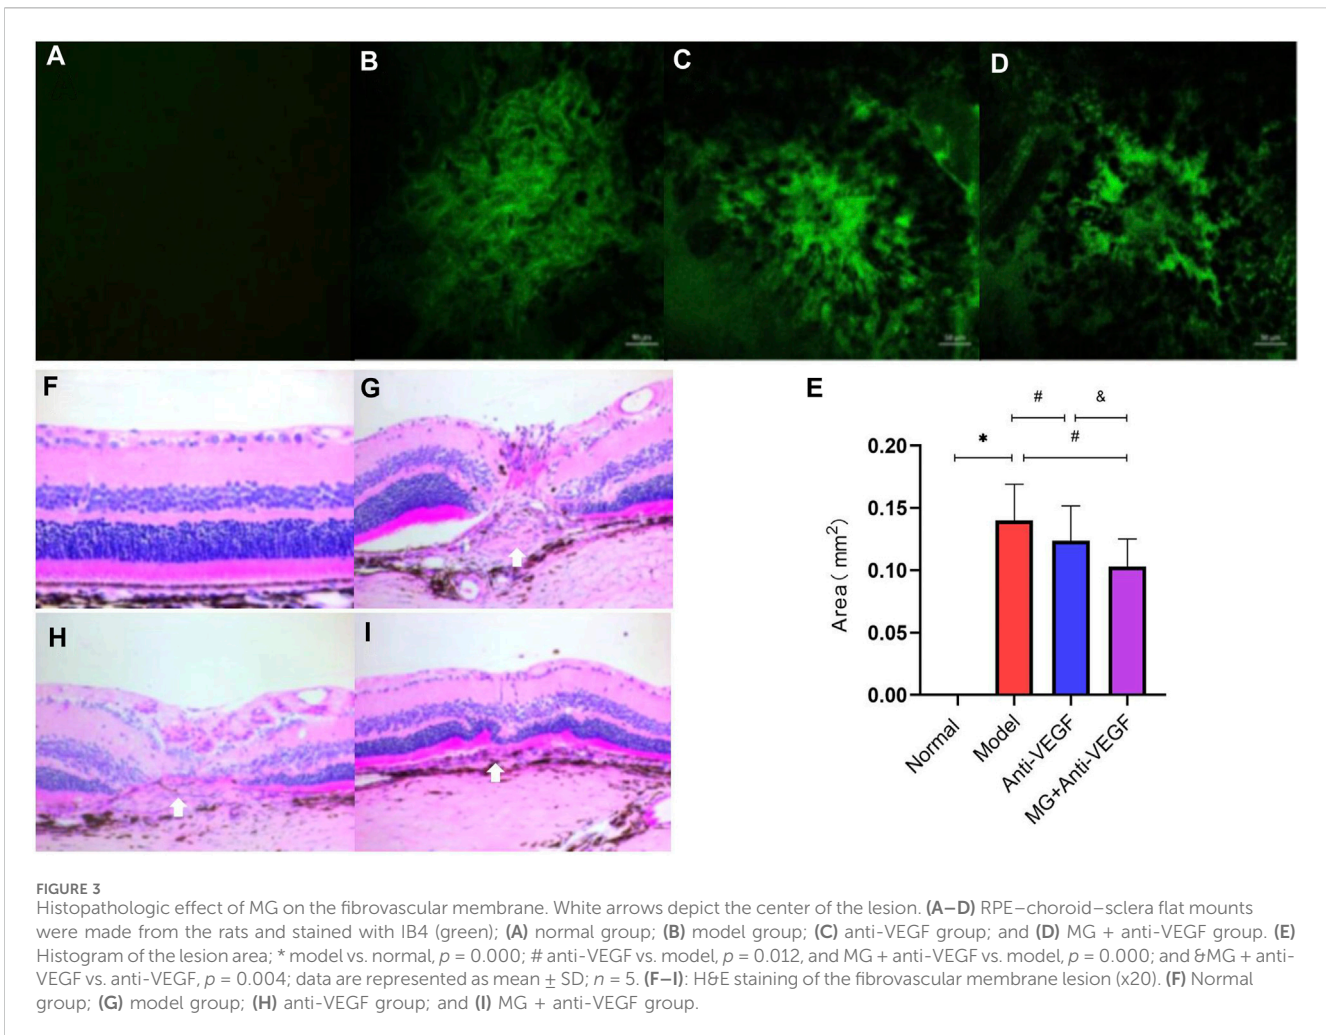 A
B
C
D
50 µm
F
G
H
I
E
#
&
*
#
0.20
0.15
0.10
0.05
0.00
Area ( mm²)
Normal
Model
Anti-VEGF
MG+Anti-VEGF
FIGURE 3
Histopathologic effect of MG on the fibrovascular membrane. White arrows depict the center of the lesion. (A–D) RPE–choroid–sclera flat mounts
were made from the rats and stained with IB4 (green); (A) normal group; (B) model group; (C) anti-VEGF group; and (D) MG + anti-VEGF group. (E)
Histogram of the lesion area; * model vs. normal, p = 0.000; # anti-VEGF vs. model, p = 0.012, and MG + anti-VEGF vs. model, p = 0.000; and &MG + anti-
VEGF vs. anti-VEGF, p = 0.004; data are represented as mean ± SD; n = 5. (F–I): H&E staining of the fibrovascular membrane lesion (x20). (F) Normal
group; (G) model group; (H) anti-VEGF group; and (I) MG + anti-VEGF group.